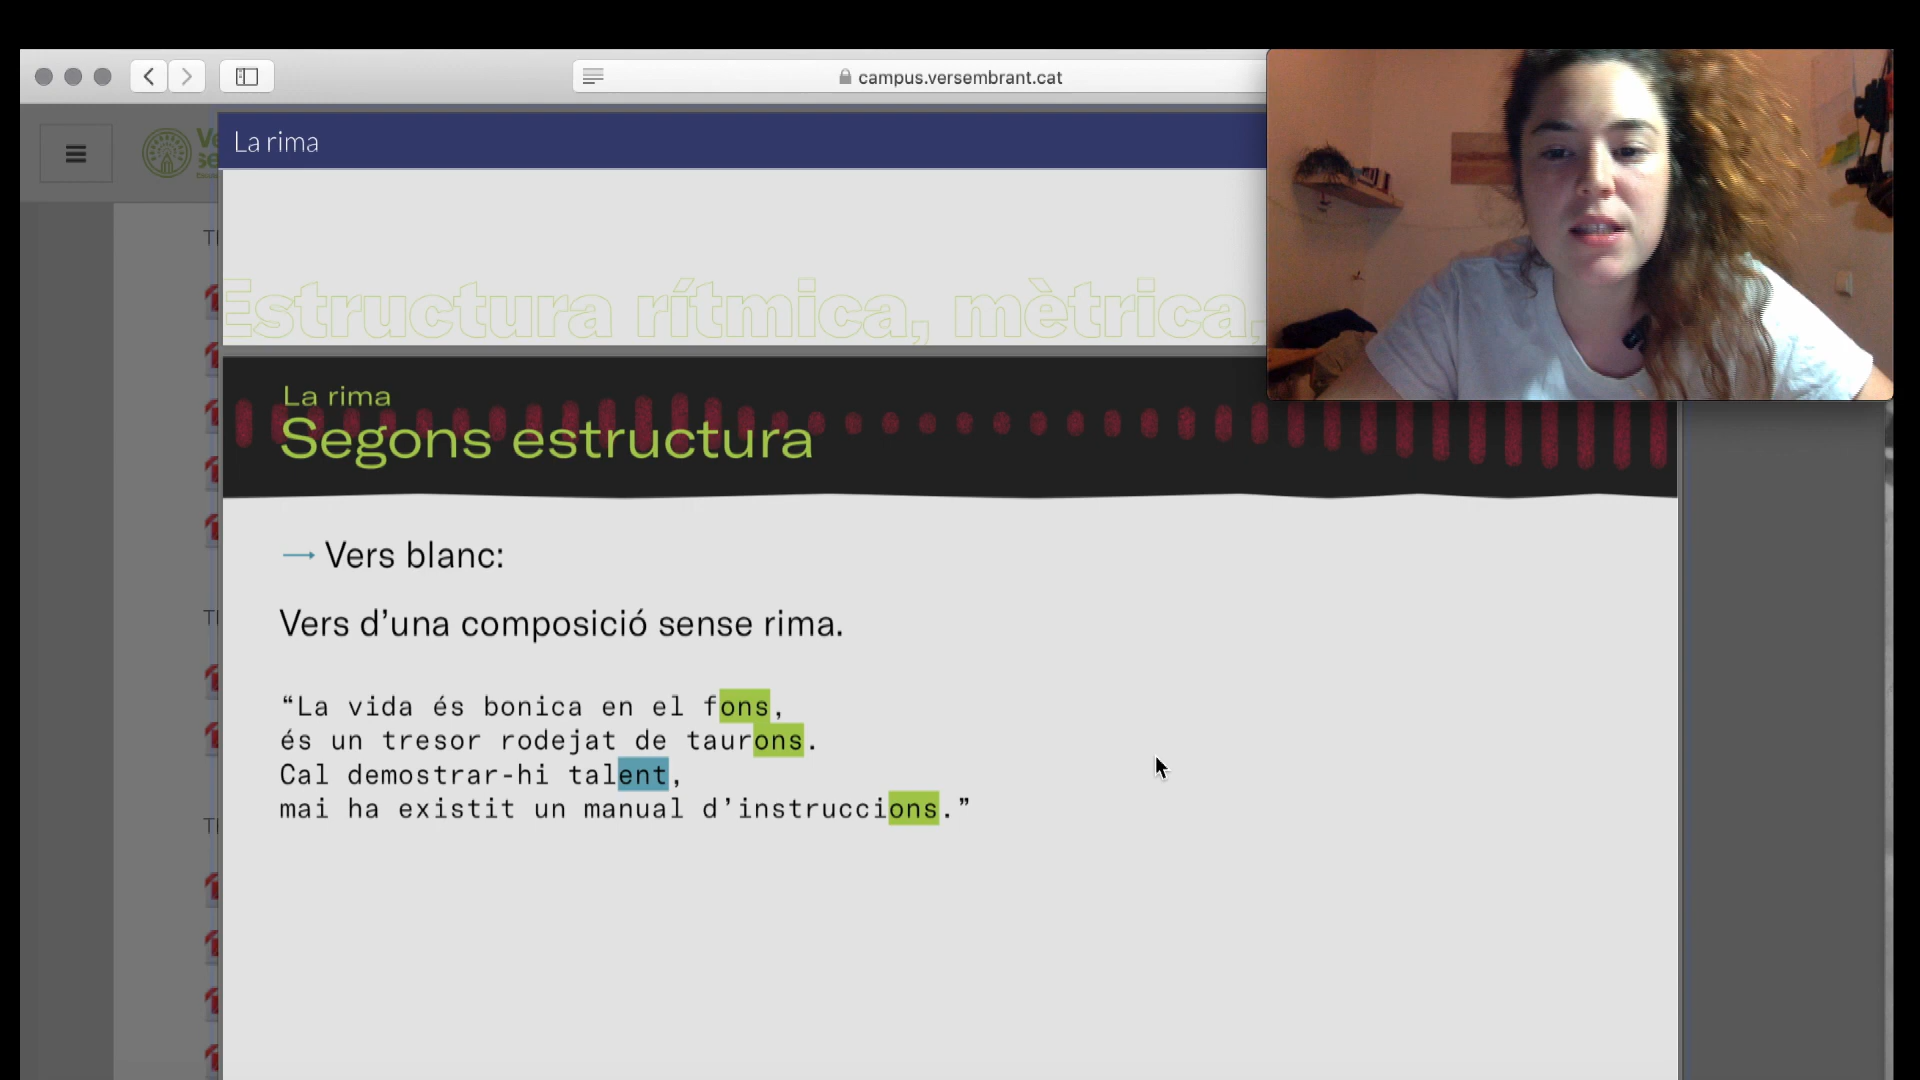 campus.versembrant.cat
La rima
Estructura rítmica, mètrica,
La rima
Segons estructura
→ Vers blanc:
Vers d’una composició sense rima.
“La vida és bonica en el fons,
és un tresor rodejat de taurons.
Cal demostrar-hi talent,
mai ha existit un manual d’instruccions.”